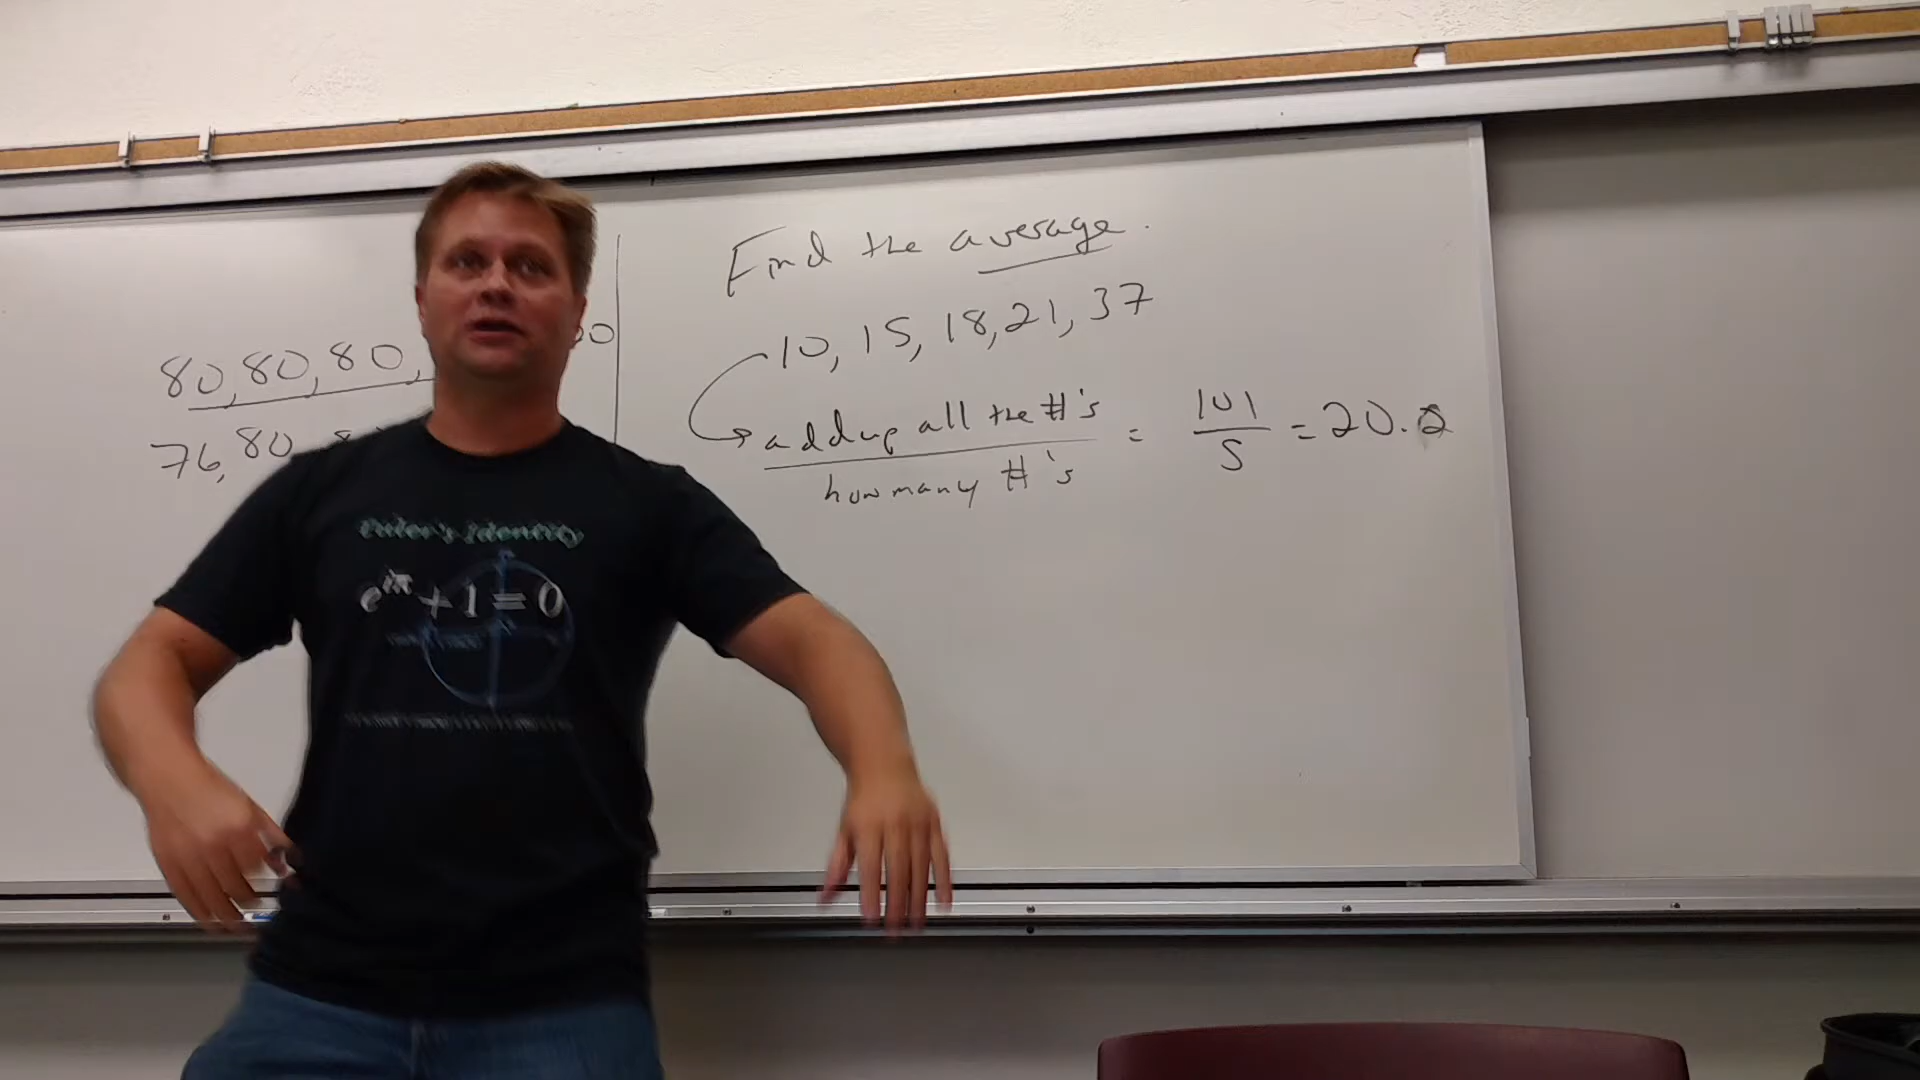 Find the average.
10, 15, 18, 21, 37
add up all the #'s
how many #'s
= 101/5 = 20.2
80, 80, 80,
76, 80
Euler's Identity
e^iπ + 1 = 0